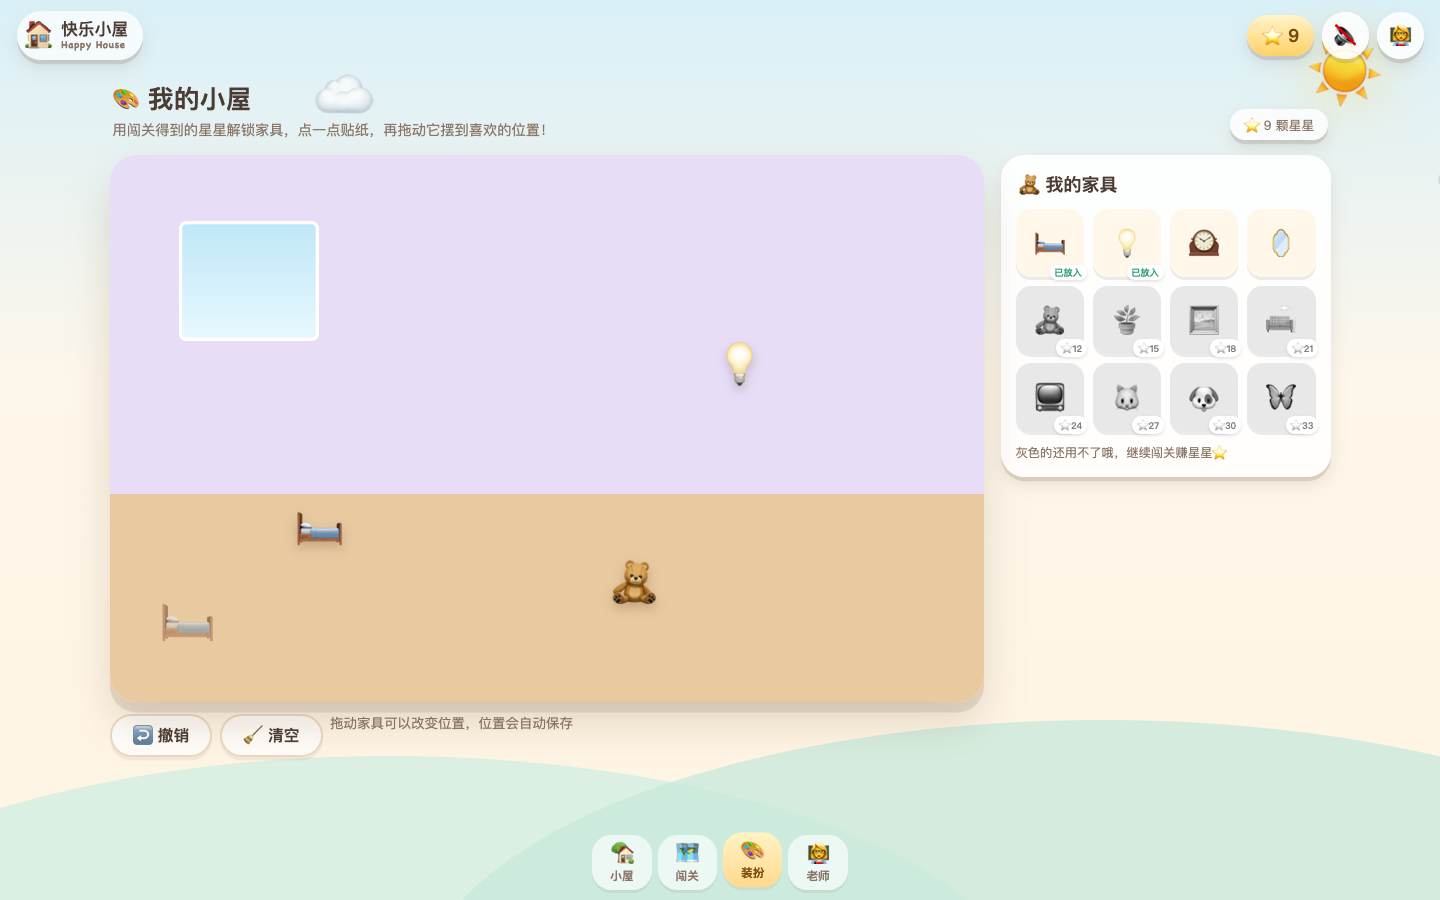 快乐小屋
Happy House
9
我的小屋
用闯关得到的星星解锁家具，点一点贴纸，再拖动它摆到喜欢的位置！
9 颗星星
我的家具
已放入
已放入
12
15
18
21
24
27
30
33
灰色的还用不了哦，继续闯关赚星星
撤销
清空
拖动家具可以改变位置，位置会自动保存
小屋
闯关
装扮
老师